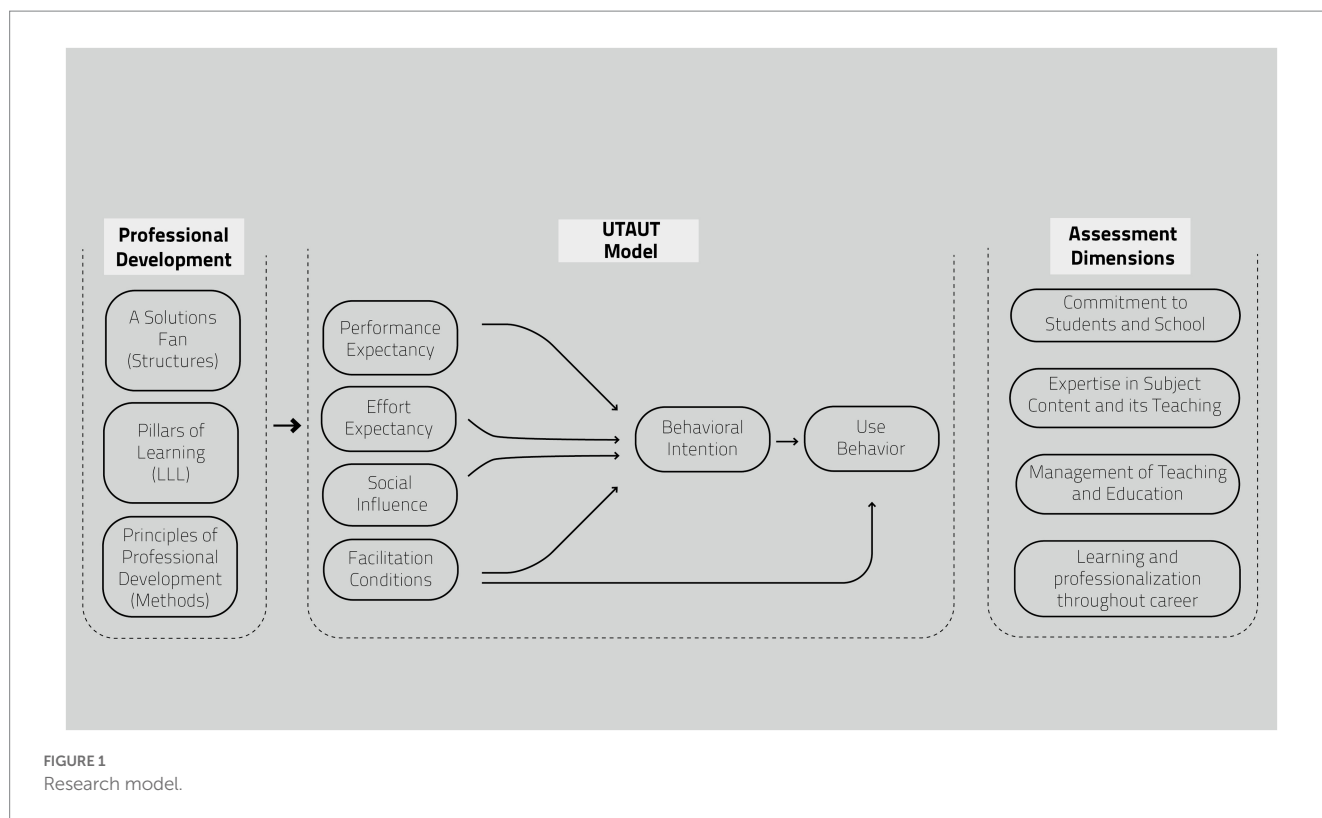 Professional
Development
A Solutions
Fan
(Structures)
Pillars of
Learning
(LLL)
Principles of
Professional
Development
(Methods)
UTAUT
Model
Performance
Expectancy
Effort
Expectancy
Social
Influence
Facilitation
Conditions
Behavioral
Intention
Use
Behavior
Assessment
Dimensions
Commitment to
Students and School
Expertise in Subject
Content and its Teaching
Management of Teaching
and Education
Learning and
professionalization
throughout career
FIGURE 1
Research model.